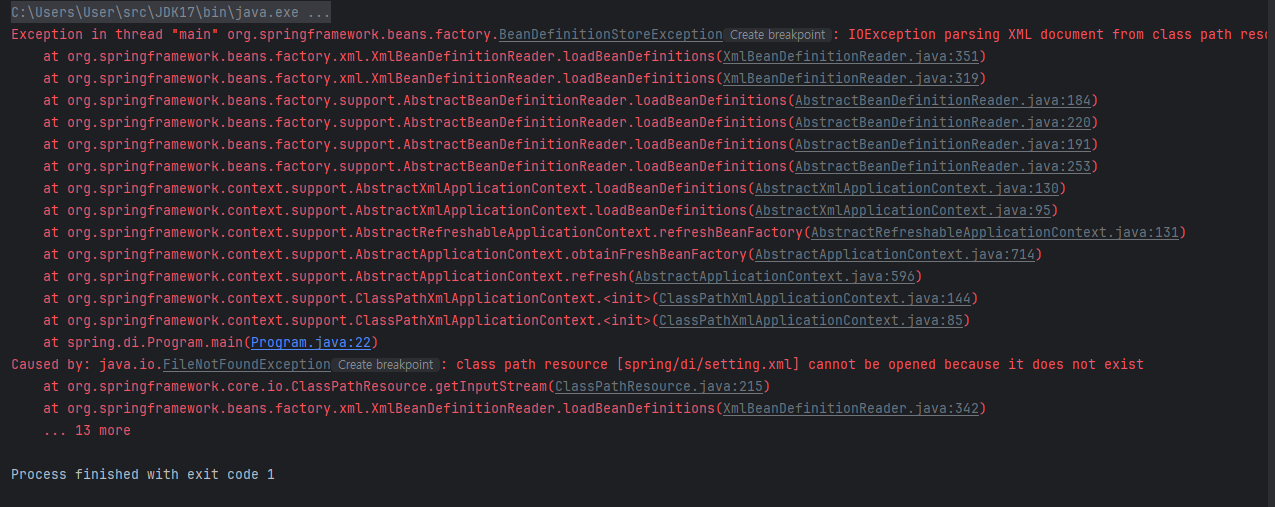 C:\Users\User\src\JDK17\bin\java.exe ...
Exception in thread "main" org.springframework.beans.factory.BeanDefinitionStoreException Create breakpoint : IOException parsing XML document from class path
    at org.springframework.beans.factory.xml.XmlBeanDefinitionReader.loadBeanDefinitions(XmlBeanDefinitionReader.java:351)
    at org.springframework.beans.factory.xml.XmlBeanDefinitionReader.loadBeanDefinitions(XmlBeanDefinitionReader.java:319)
    at org.springframework.beans.factory.support.AbstractBeanDefinitionReader.loadBeanDefinitions(AbstractBeanDefinitionReader.java:184)
    at org.springframework.beans.factory.support.AbstractBeanDefinitionReader.loadBeanDefinitions(AbstractBeanDefinitionReader.java:220)
    at org.springframework.beans.factory.support.AbstractBeanDefinitionReader.loadBeanDefinitions(AbstractBeanDefinitionReader.java:191)
    at org.springframework.beans.factory.support.AbstractBeanDefinitionReader.loadBeanDefinitions(AbstractBeanDefinitionReader.java:253)
    at org.springframework.context.support.AbstractXmlApplicationContext.loadBeanDefinitions(AbstractXmlApplicationContext.java:130)
    at org.springframework.context.support.AbstractXmlApplicationContext.loadBeanDefinitions(AbstractXmlApplicationContext.java:95)
    at org.springframework.context.support.AbstractRefreshableApplicationContext.refreshBeanFactory(AbstractRefreshableApplicationContext.java:131)
    at org.springframework.context.support.AbstractApplicationContext.obtainFreshBeanFactory(AbstractApplicationContext.java:714)
    at org.springframework.context.support.AbstractApplicationContext.refresh(AbstractApplicationContext.java:596)
    at org.springframework.context.support.ClassPathXmlApplicationContext.<init>(ClassPathXmlApplicationContext.java:144)
    at org.springframework.context.support.ClassPathXmlApplicationContext.<init>(ClassPathXmlApplicationContext.java:85)
    at spring.di.Program.main(Program.java:22)
Caused by: java.io.FileNotFoundException Create breakpoint : class path resource [spring/di/setting.xml] cannot be opened because it does not exist
    at org.springframework.core.io.ClassPathResource.getInputStream(ClassPathResource.java:215)
    at org.springframework.beans.factory.xml.XmlBeanDefinitionReader.loadBeanDefinitions(XmlBeanDefinitionReader.java:342)
    ... 13 more
Process finished with exit code 1